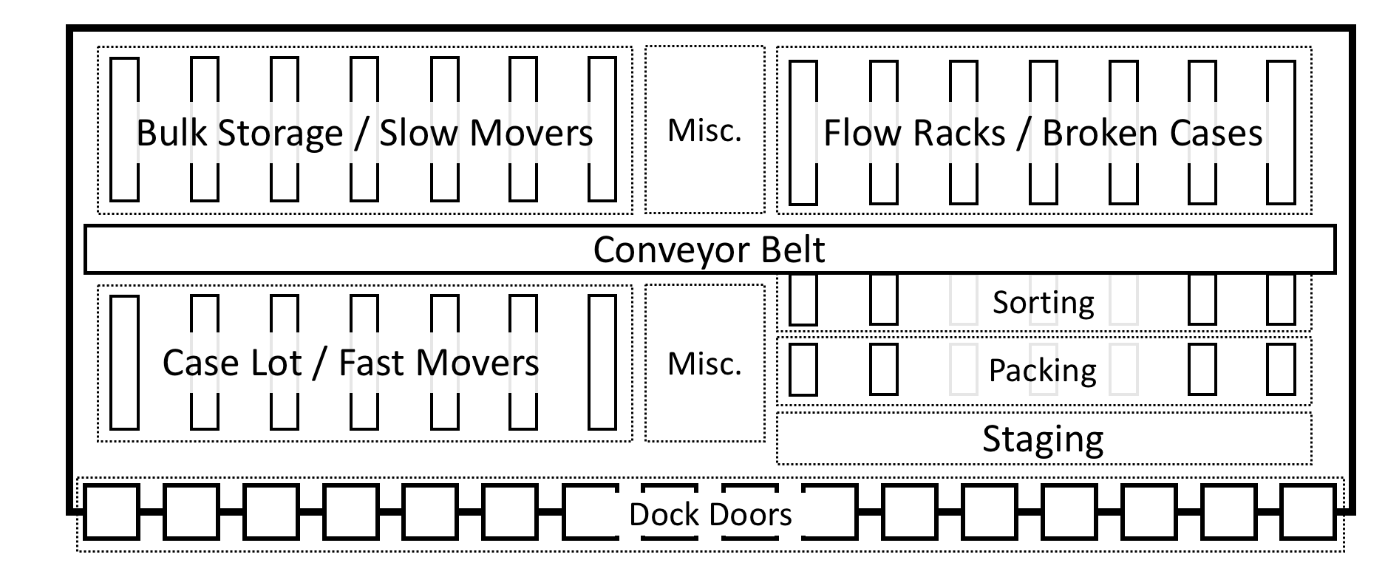 Bulk Storage / Slow Movers
Misc.
Flow Racks / Broken Cases
Conveyor Belt
Case Lot / Fast Movers
Misc.
Sorting
Packing
Staging
Dock Doors